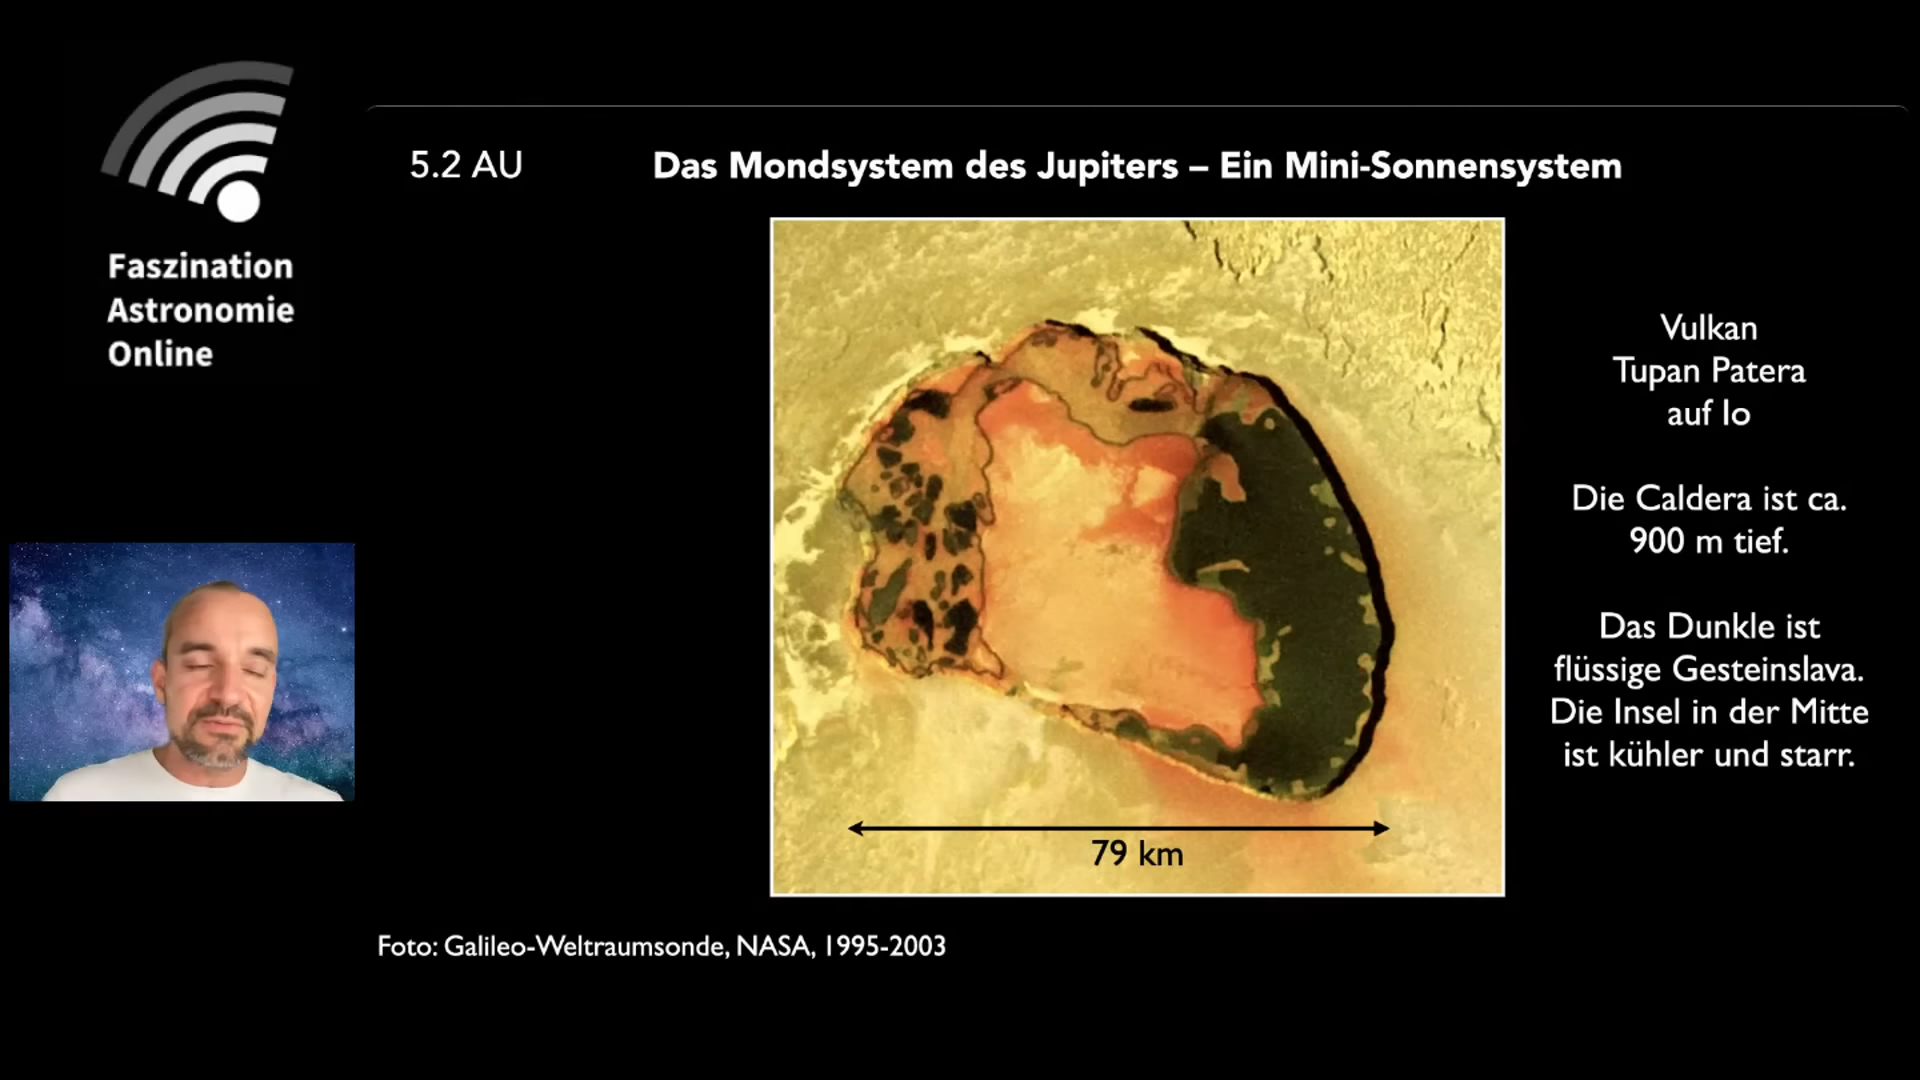 Faszination
Astronomie
Online
5.2 AU
Das Mondsystem des Jupiters – Ein Mini-Sonnensystem
Vulkan
Tupan Patera
auf Io
Die Caldera ist ca.
900 m tief.
Das Dunkle ist
flüssige Gesteinslava.
Die Insel in der Mitte
ist kühler und starr.
79 km
Foto: Galileo-Weltraumsonde, NASA, 1995-2003